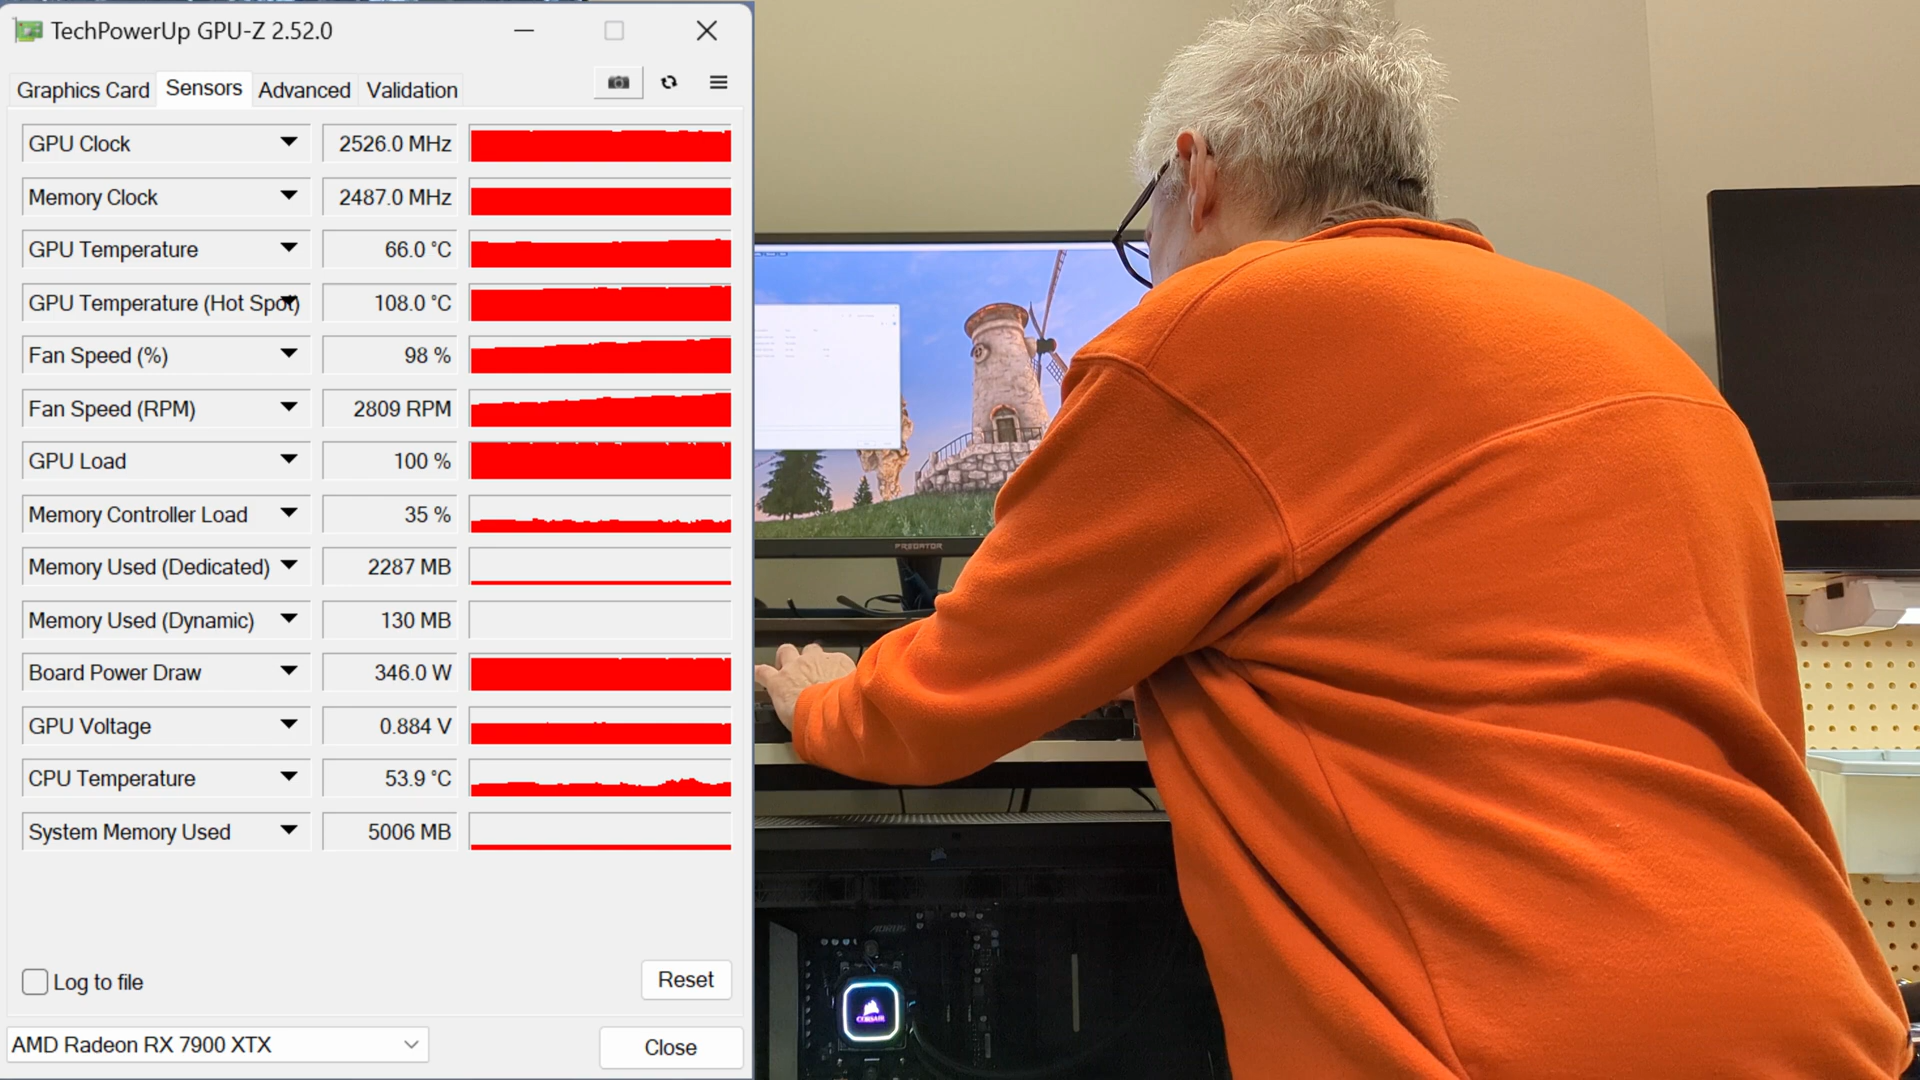 TechPowerUp GPU-Z 2.52.0
Graphics Card Sensors Advanced Validation
GPU Clock 2526.0 MHz
Memory Clock 2487.0 MHz
GPU Temperature 66.0 °C
GPU Temperature (Hot Spot) 108.0 °C
Fan Speed (%) 98 %
Fan Speed (RPM) 2809 RPM
GPU Load 100 %
Memory Controller Load 35 %
Memory Used (Dedicated) 2287 MB
Memory Used (Dynamic) 130 MB
Board Power Draw 346.0 W
GPU Voltage 0.884 V
CPU Temperature 53.9 °C
System Memory Used 5006 MB
Log to file
Reset
AMD Radeon RX 7900 XTX
Close
PREDATOR
AORUS
CORSAIR